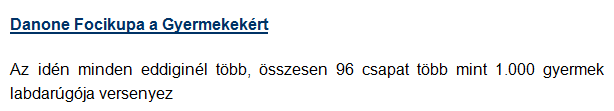 Danone Focikupa a Gyermekekért
Az idén minden eddiginél több, összesen 96 csapat több mint 1.000 gyermek
labdarúgója versenyez